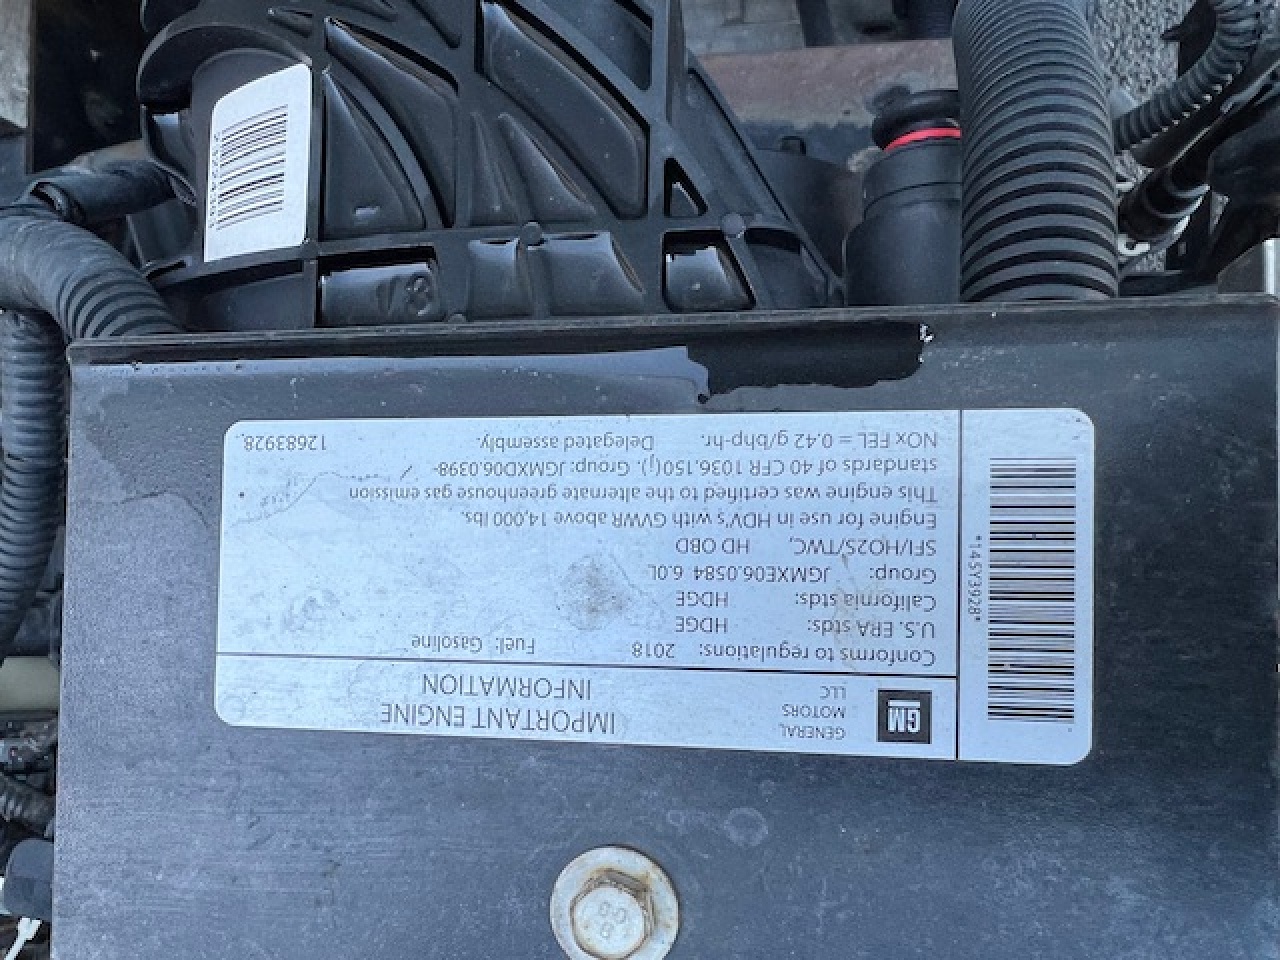 GM
GENERAL
MOTORS
LLC
IMPORTANT ENGINE
INFORMATION
Conforms to regulations: 2018 Fuel: Gasoline
U.S. EPA stds: HDGE
California stds: HDGE
Group: JGMXE06.0584 6.0L
SFI/HO2S/TWC, HD OBD
Engine for use in HDV's with GVWR above 14,000 lbs.
This engine was certified to the alternate greenhouse gas emission
standards of 40 CFR 1036.150(j), Group: JGMXD06.0398-
NOx FEL = 0.42 g/bhp-hr. Delegated assembly. 12683928.
*145Y3928*